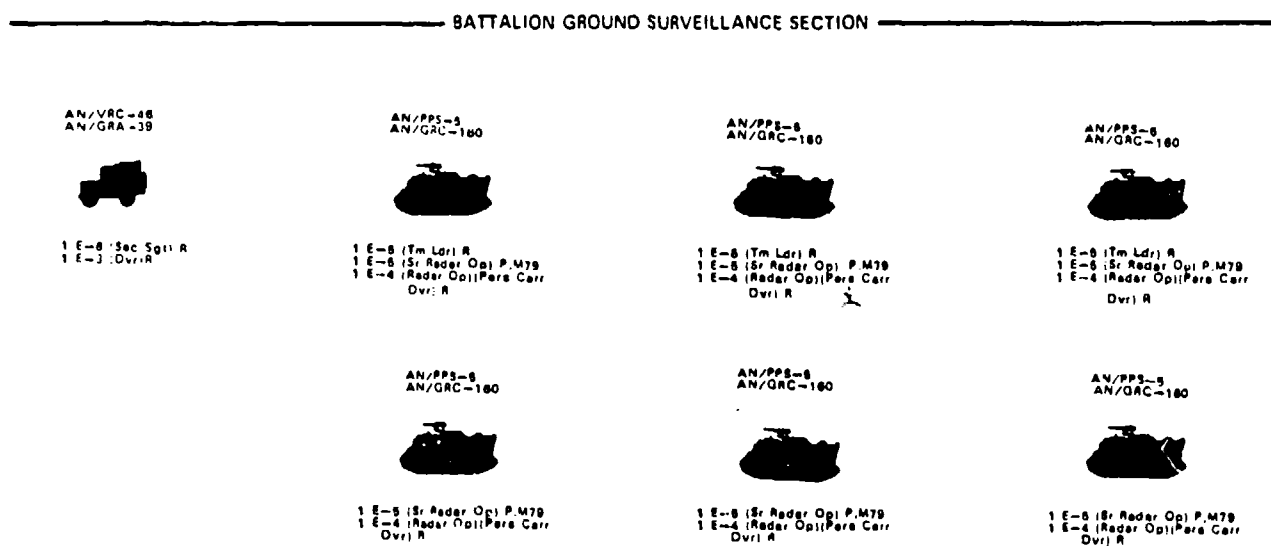 BATTALION GROUND SURVEILLANCE SECTION
AN/VRC-46
AN/GRA-39
1 E-6 (Sec Sgt) R
1 E-3 (Dvr) R
AN/PPS-5
AN/GRC-160
1 E-6 (Tm Ldr) R
1 E-5 (Sr Radar Op) P,M79
1 E-4 (Radar Op)(Pers Carr
Dvr) R
AN/PPS-5
AN/GRC-160
1 E-6 (Tm Ldr) R
1 E-5 (Sr Radar Op) P,M79
1 E-4 (Radar Op)(Pers Carr
Dvr) R
AN/PPS-5
AN/GRC-160
1 E-6 (Tm Ldr) R
1 E-5 (Sr Radar Op) P,M79
1 E-4 (Radar Op)(Pers Carr
Dvr) R
AN/PPS-5
AN/GRC-160
1 E-5 (Sr Radar Op) P,M79
1 E-4 (Radar Op)(Pers Carr
Dvr) R
AN/PPS-5
AN/GRC-160
1 E-5 (Sr Radar Op) P,M79
1 E-4 (Radar Op)(Pers Carr
Dvr) R
AN/PPS-5
AN/GRC-160
1 E-5 (Sr Radar Op) P,M79
1 E-4 (Radar Op)(Pers Carr
Dvr) R